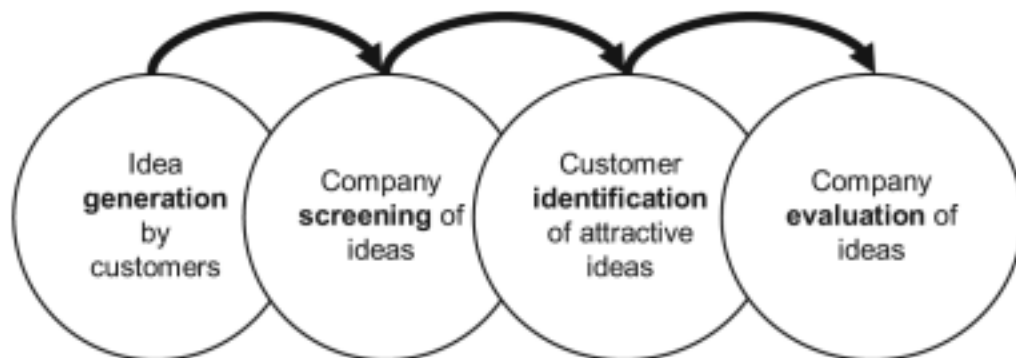 Idea
generation
by
customers
Company
screening of
ideas
Customer
identification
of attractive
ideas
Company
evaluation of
ideas